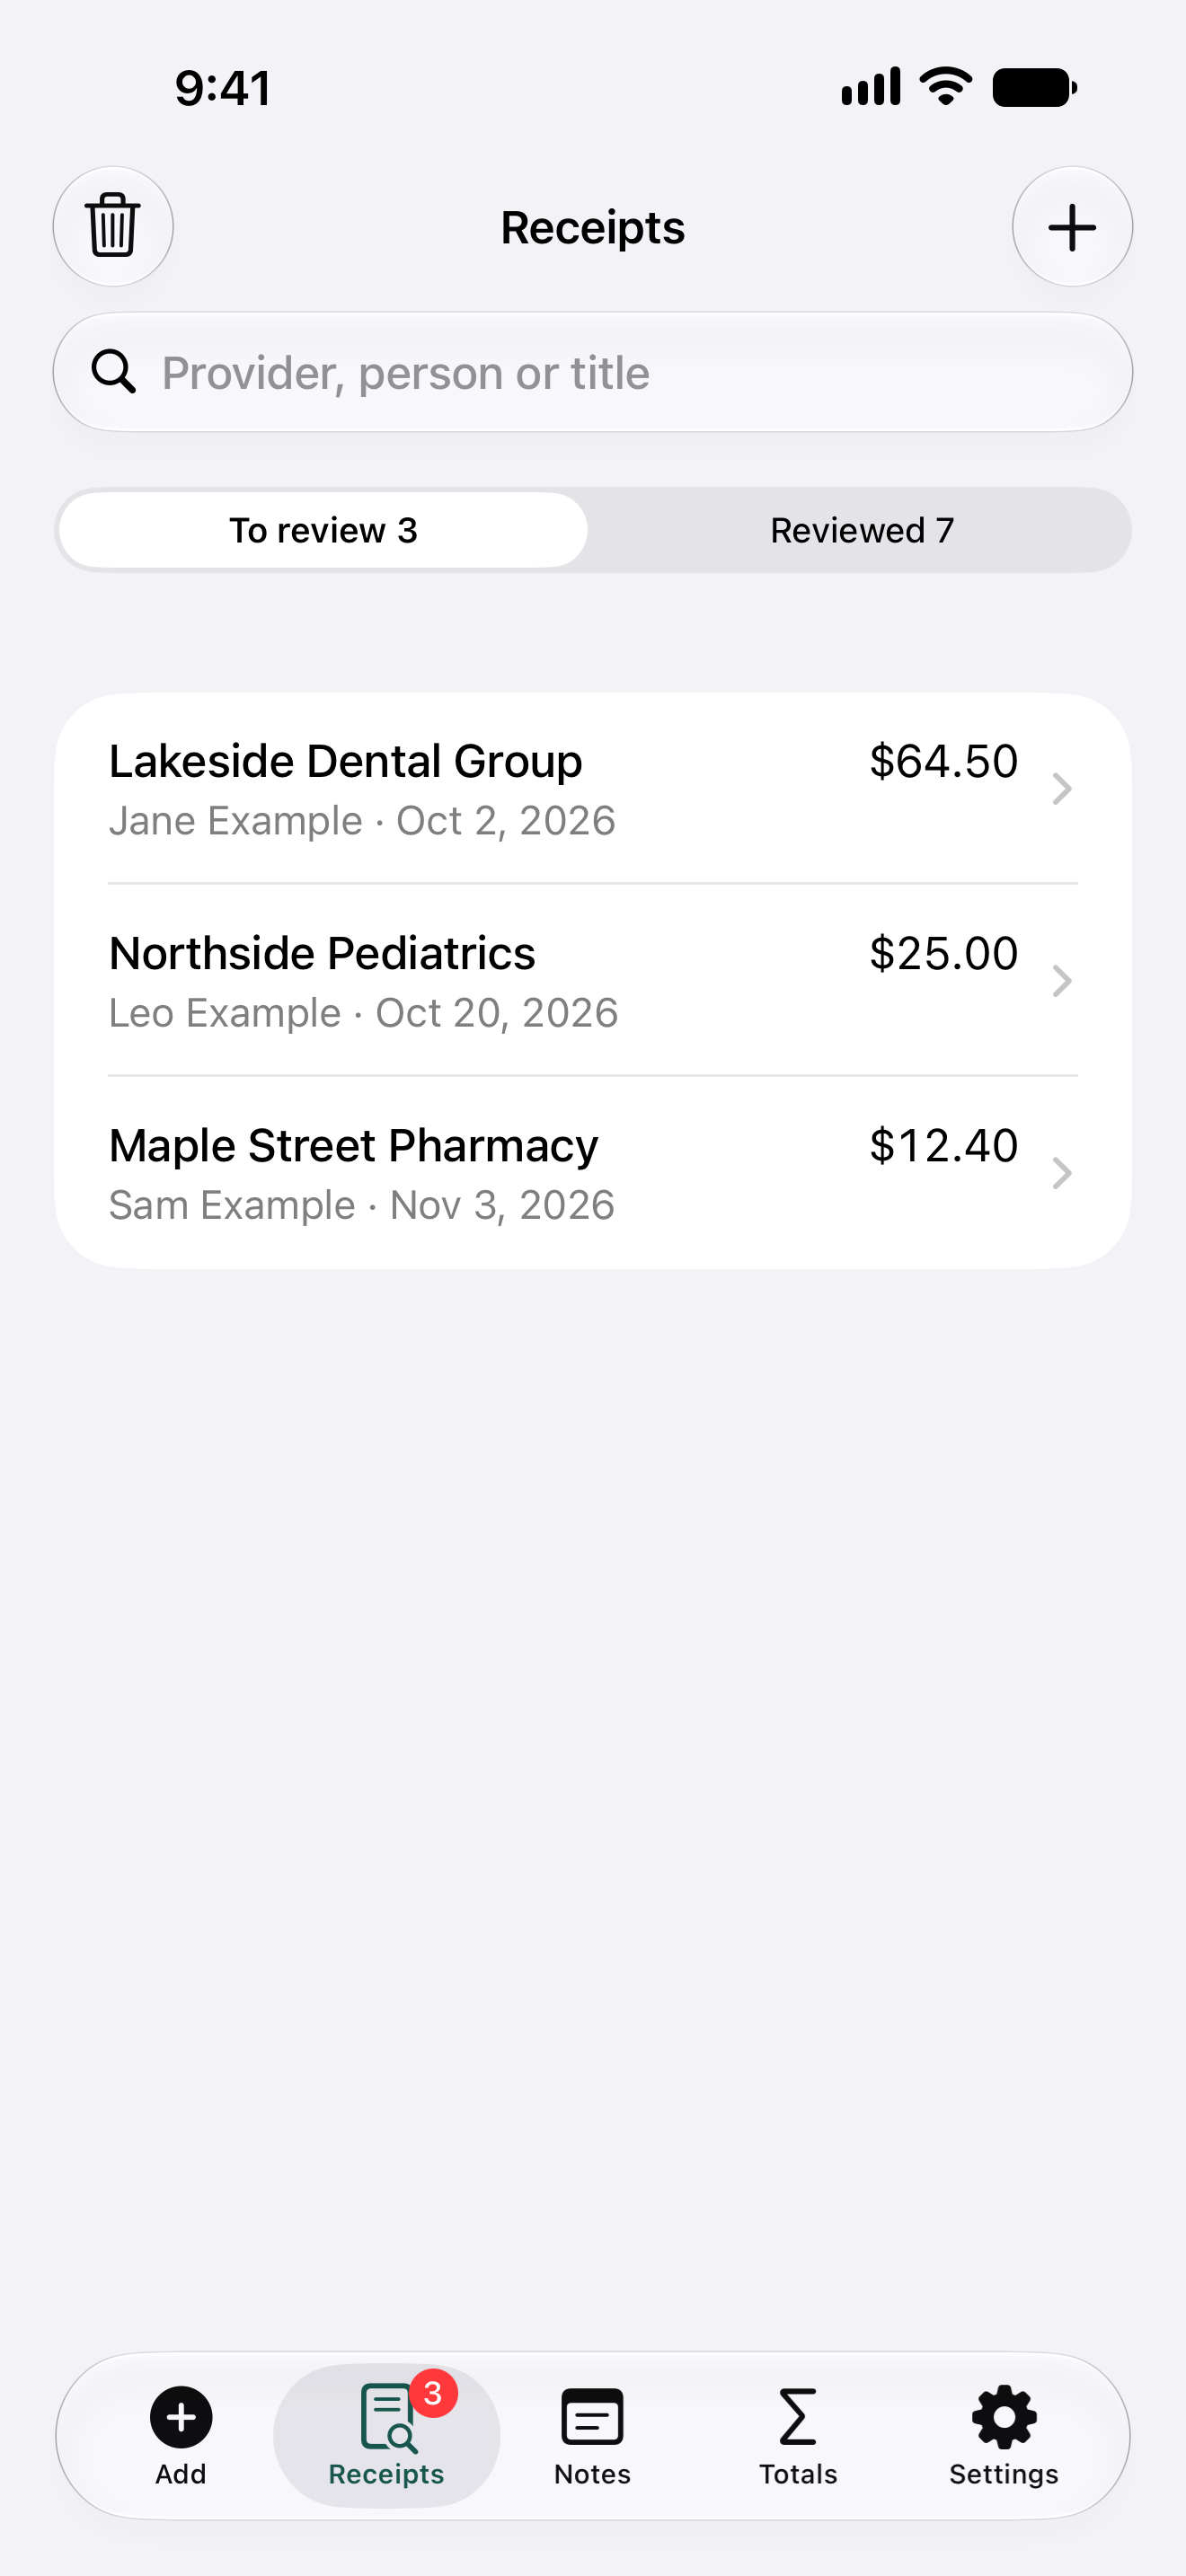 9:41
Receipts
Provider, person or title
To review 3
Reviewed 7
Lakeside Dental Group
$64.50
Jane Example · Oct 2, 2026
Northside Pediatrics
$25.00
Leo Example · Oct 20, 2026
Maple Street Pharmacy
$12.40
Sam Example · Nov 3, 2026
3
Add
Receipts
Notes
Totals
Settings